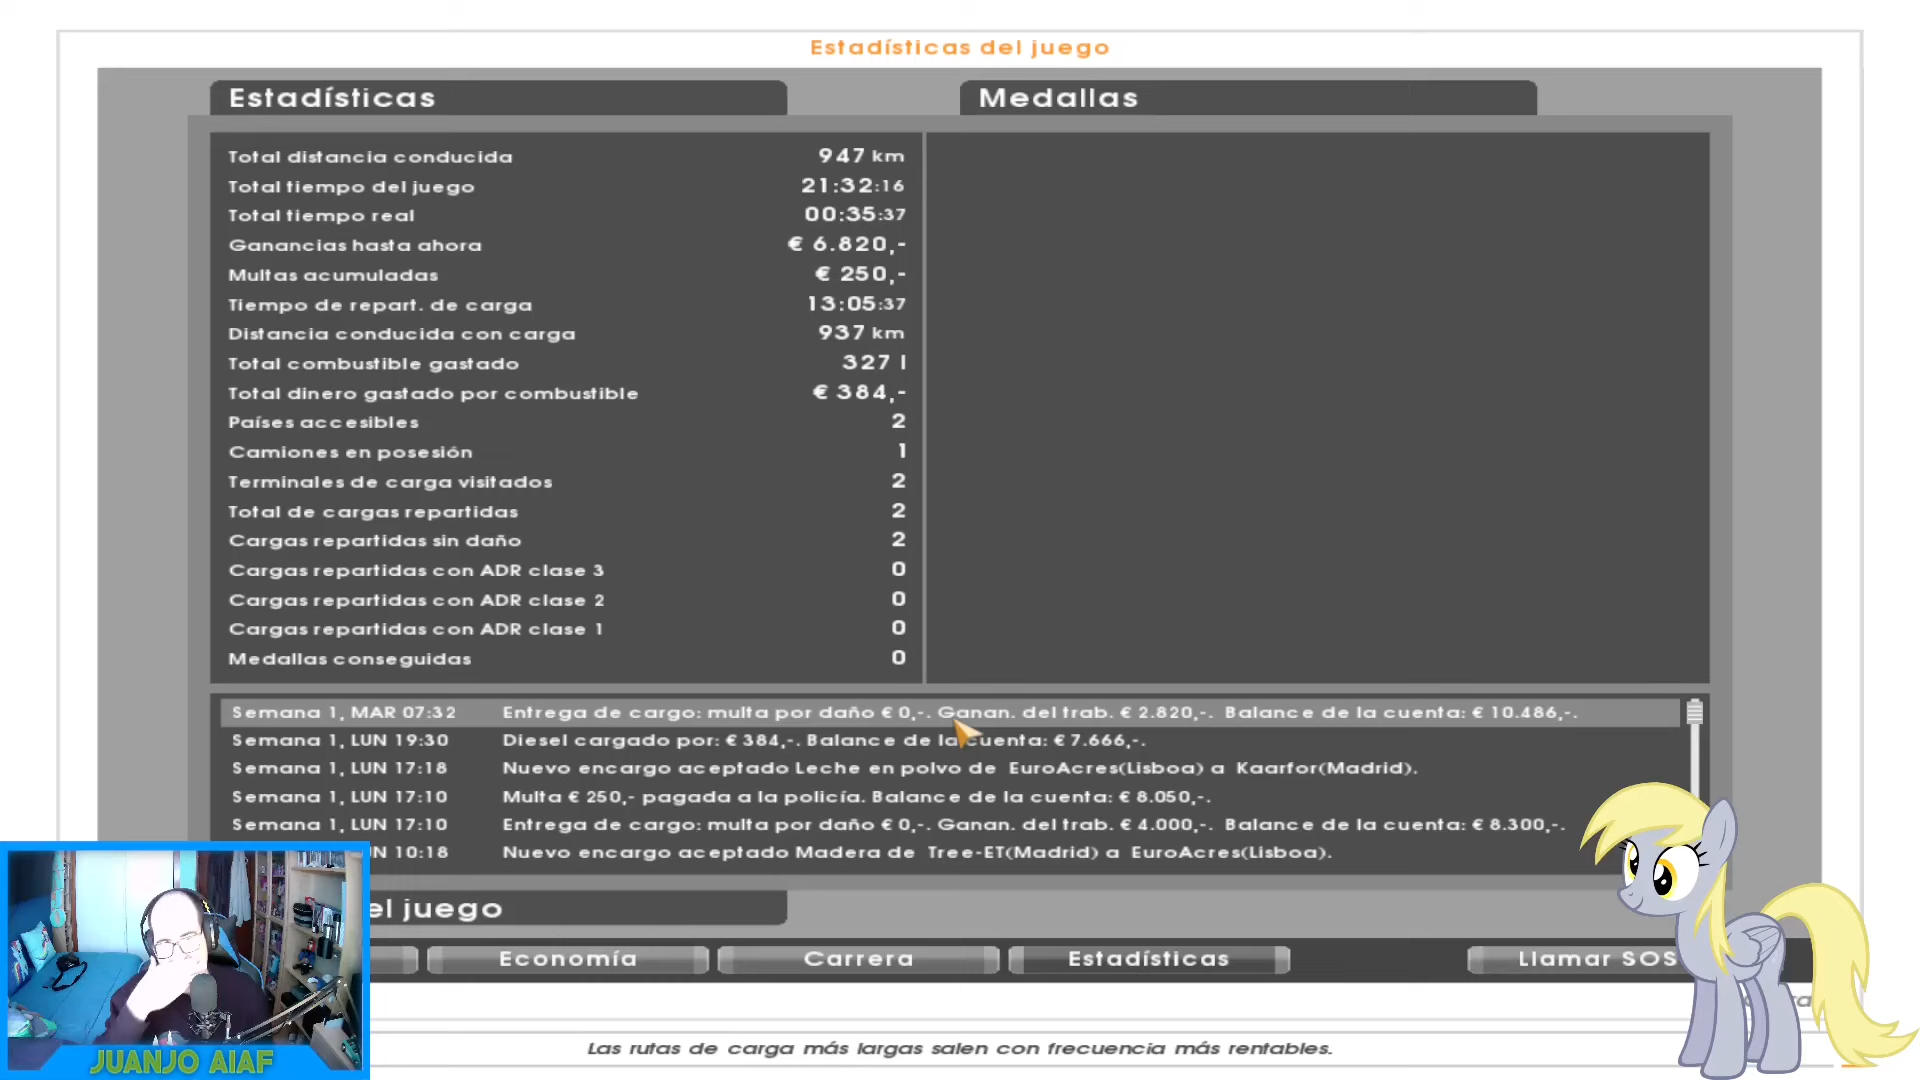 Estadísticas del juego
Estadísticas
Medallas
Total distancia conducida 947 km
Total tiempo del juego 21:32:16
Total tiempo real 00:35:37
Ganancias hasta ahora € 6.820,-
Multas acumuladas € 250,-
Tiempo de repart. de carga 13:05:37
Distancia conducida con carga 937 km
Total combustible gastado 327 l
Total dinero gastado por combustible € 384,-
Países accesibles 2
Camiones en posesión 1
Terminales de carga visitados 2
Total de cargas repartidas 2
Cargas repartidas sin daño 2
Cargas repartidas con ADR clase 3 0
Cargas repartidas con ADR clase 2 0
Cargas repartidas con ADR clase 1 0
Medallas conseguidas 0
Semana 1, MAR 07:32 Entrega de cargo: multa por daño € 0,-. Ganan. del trab. € 2.820,-. Balance de la cuenta: € 10.486,-.
Semana 1, LUN 19:30 Diesel cargado por: € 384,-. Balance de la cuenta: € 7.666,-.
Semana 1, LUN 17:18 Nuevo encargo aceptado Leche en polvo de EuroAcres(Lisboa) a Kaarfor(Madrid).
Semana 1, LUN 17:10 Multa € 250,- pagada a la policía. Balance de la cuenta: € 8.050,-.
Semana 1, LUN 17:10 Entrega de cargo: multa por daño € 0,-. Ganan. del trab. € 4.000,-. Balance de la cuenta: € 8.300,-.
UN 10:18 Nuevo encargo aceptado Madera de Tree-ET(Madrid) a EuroAcres(Lisboa).
el juego
Economía
Carrera
Estadísticas
Llamar SOS
Las rutas de carga más largas salen con frecuencia más rentables.
JUANJO AIAF